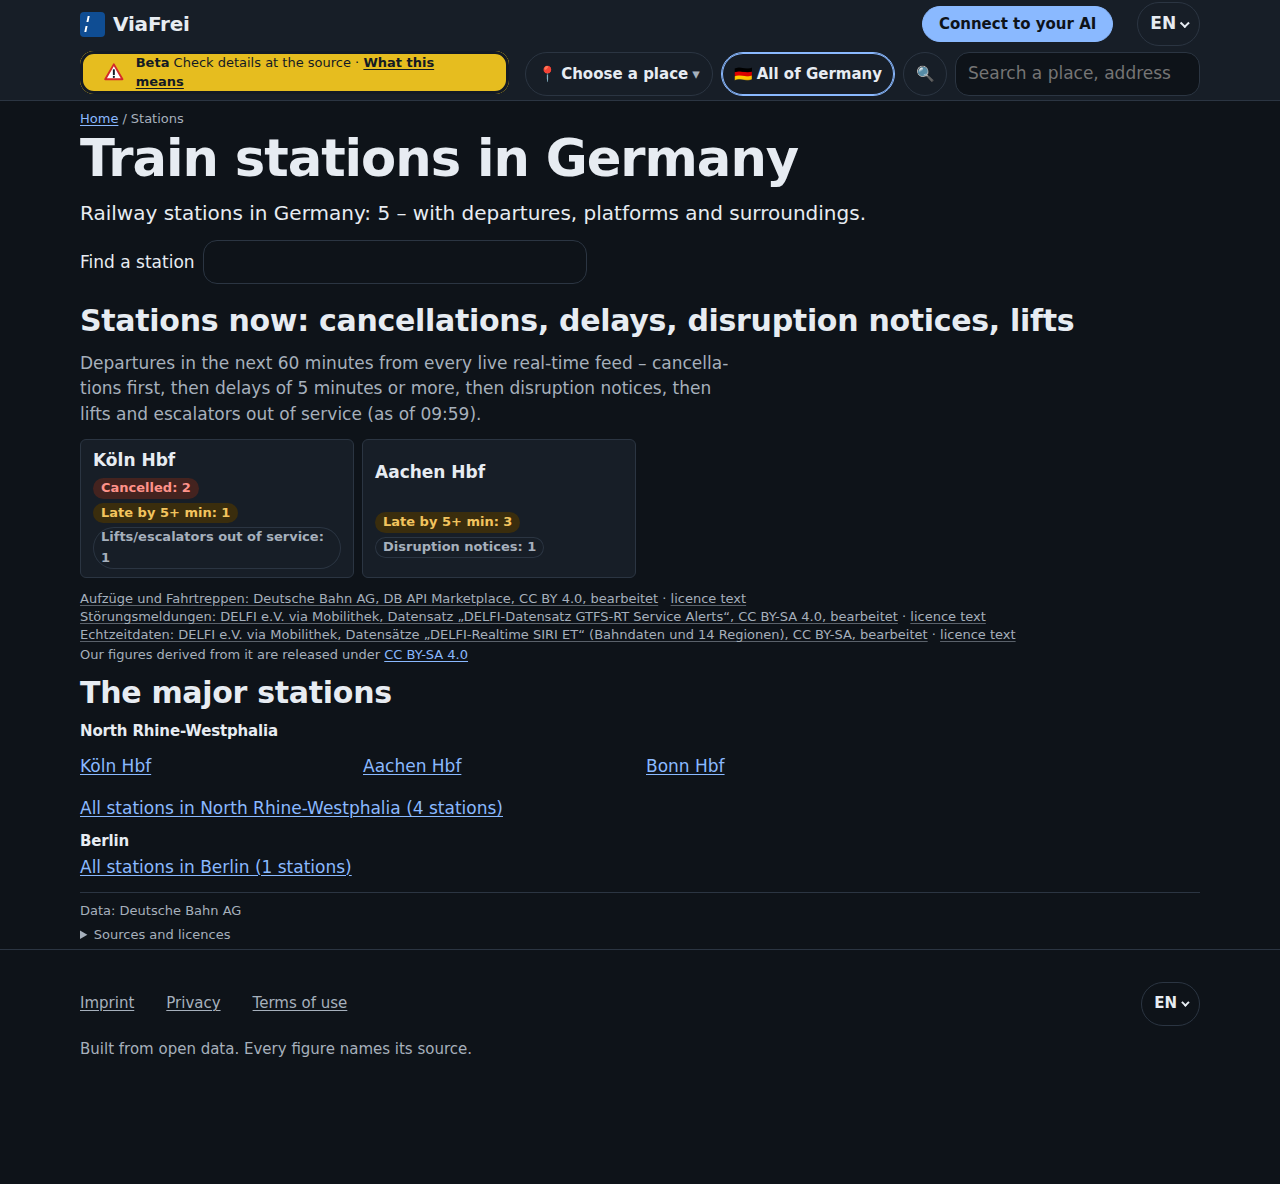 ViaFrei
Connect to your AI
EN
Beta Check details at the source · What this
means
Choose a place ▾
All of Germany
Search a place, address
Home / Stations
Train stations in Germany
Railway stations in Germany: 5 – with departures, platforms and surroundings.
Find a station
Stations now: cancellations, delays, disruption notices, lifts
Departures in the next 60 minutes from every live real-time feed – cancella-
tions first, then delays of 5 minutes or more, then disruption notices, then
lifts and escalators out of service (as of 09:59).
Köln Hbf
Cancelled: 2
Late by 5+ min: 1
Lifts/escalators out of service:
1
Aachen Hbf
Late by 5+ min: 3
Disruption notices: 1
Aufzüge und Fahrtreppen: Deutsche Bahn AG, DB API Marketplace, CC BY 4.0, bearbeitet · licence text
Störungsmeldungen: DELFI e.V. via Mobilithek, Datensatz „DELFI-Datensatz GTFS-RT Service Alerts“, CC BY-SA 4.0, bearbeitet · licence text
Echtzeitdaten: DELFI e.V. via Mobilithek, Datensätze „DELFI-Realtime SIRI ET“ (Bahndaten und 14 Regionen), CC BY-SA, bearbeitet · licence text
Our figures derived from it are released under CC BY-SA 4.0
The major stations
North Rhine-Westphalia
Köln Hbf
Aachen Hbf
Bonn Hbf
All stations in North Rhine-Westphalia (4 stations)
Berlin
All stations in Berlin (1 stations)
Data: Deutsche Bahn AG
Sources and licences
Imprint
Privacy
Terms of use
EN
Built from open data. Every figure names its source.